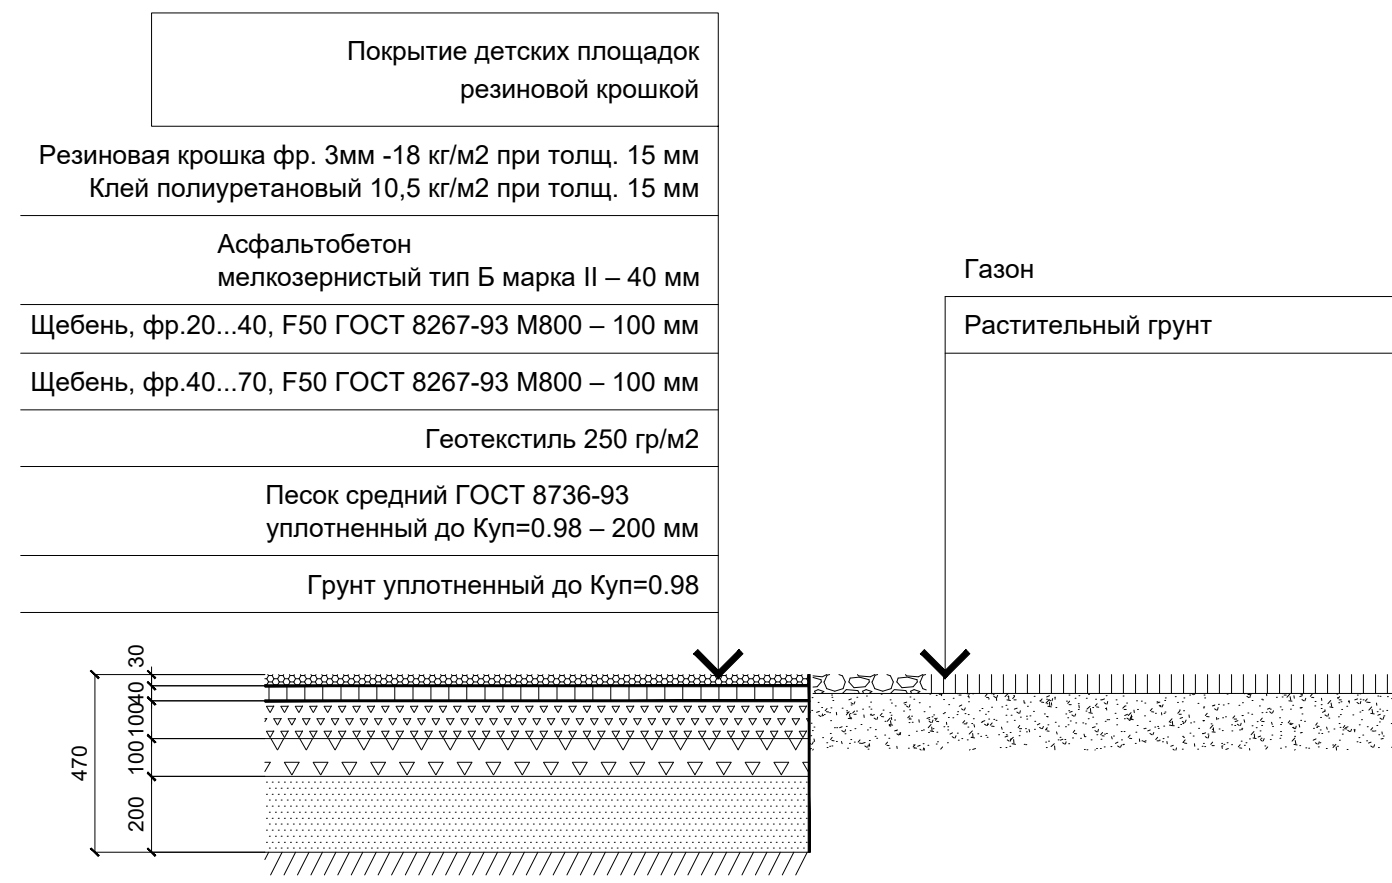 Покрытие детских площадок
резиновой крошкой
Резиновая крошка фр. 3мм -18 кг/м2 при толщ. 15 мм
Клей полиуретановый 10,5 кг/м2 при толщ. 15 мм
Асфальтобетон
мелкозернистый тип Б марка II – 40 мм
Щебень, фр.20...40, F50 ГОСТ 8267-93 М800 – 100 мм
Щебень, фр.40...70, F50 ГОСТ 8267-93 М800 – 100 мм
Геотекстиль 250 гр/м2
Песок средний ГОСТ 8736-93
уплотненный до Куп=0.98 – 200 мм
Грунт уплотненный до Куп=0.98
Газон
Растительный грунт
30
40
100
100
200
470